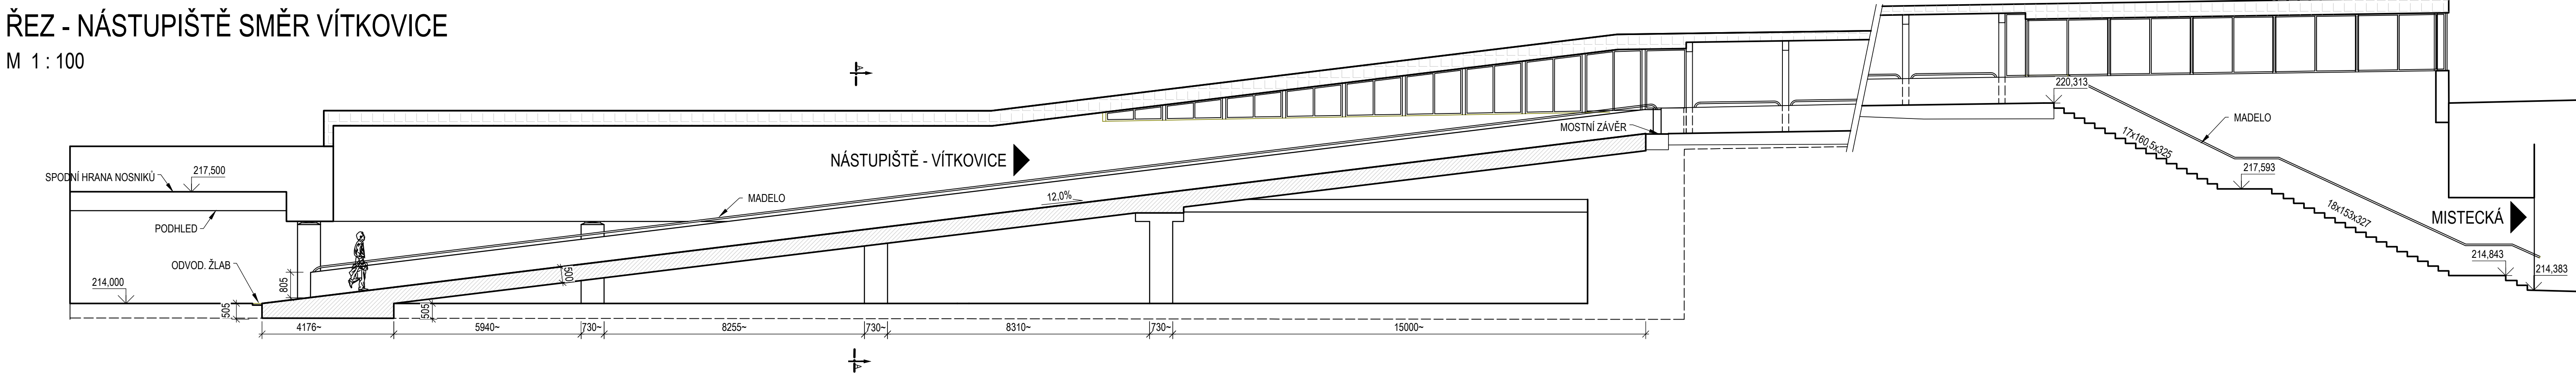 ŘEZ - NÁSTUPIŠTĚ SMĚR VÍTKOVICE
M 1 : 100
A
220,313
MADELO
MOSTNÍ ZÁVĚR
17x160,5x325
NÁSTUPIŠTĚ - VÍTKOVICE
217,500
SPODNÍ HRANA NOSNIKŮ
217,593
MADELO
12,0%
18x153x327
MISTECKÁ
PODHLED
ODVOD. ŽLAB
214,843
214,383
500
805
214,000
505
505
4176~
5940~
730~
8255~
730~
8310~
730~
15000~
A